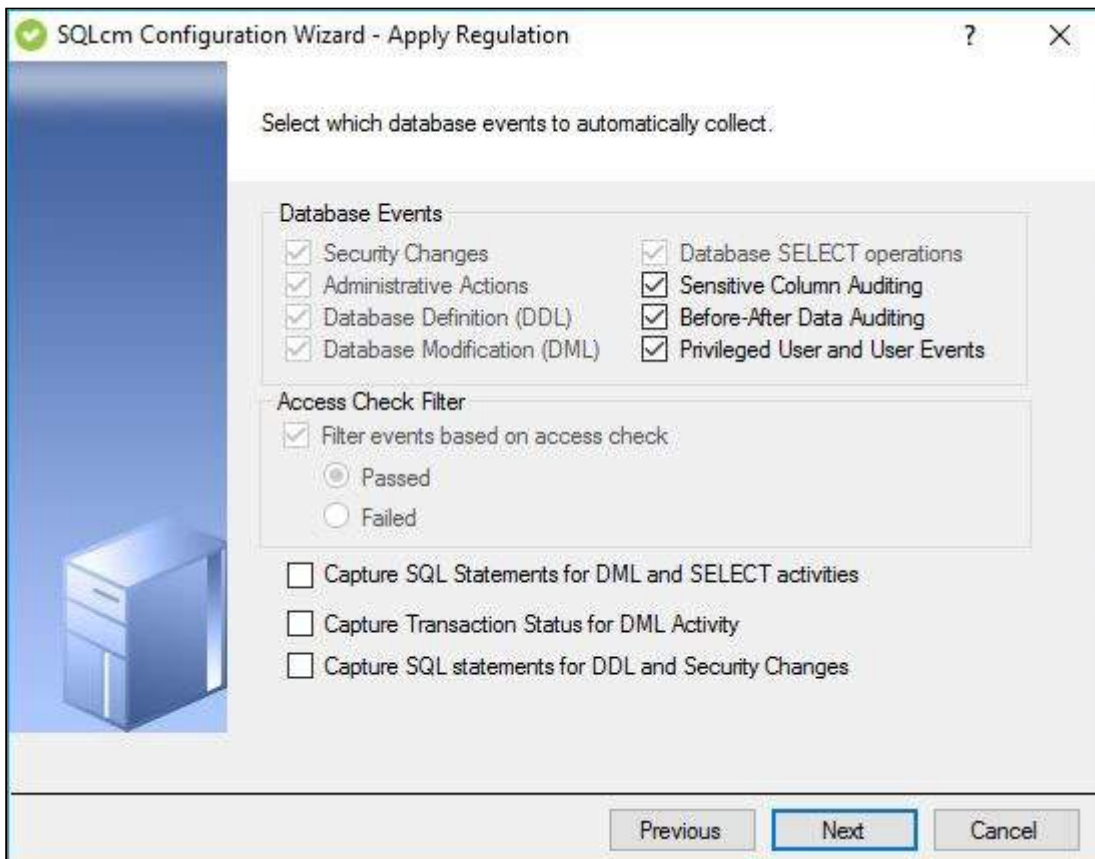 SQLcm Configuration Wizard - Apply Regulation ?
Select which database events to automatically collect.
Database Events
Security Changes
Administrative Actions
Database Definition (DDL)
Database Modification (DML)
Database SELECT operations
Sensitive Column Auditing
Before-After Data Auditing
Privileged User and User Events
Access Check Filter
Filter events based on access check
Passed
Failed
Capture SQL Statements for DML and SELECT activities
Capture Transaction Status for DML Activity
Capture SQL statements for DDL and Security Changes
Previous Next Cancel